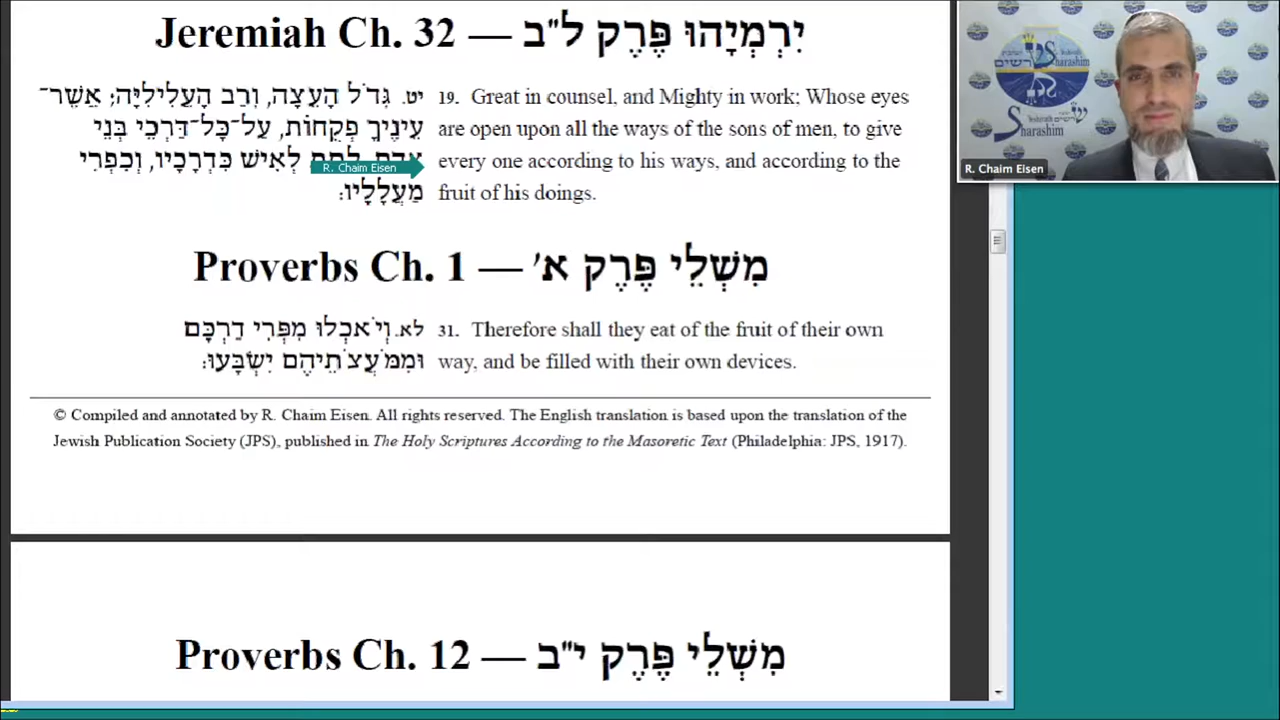 Jeremiah Ch. 32 — יִרְמְיָהוּ פֶּרֶק ל"ב
יט. גְּדֹל הָעֵצָה, וְרַב הָעֲלִילִיָּה; אֲשֶׁר־
עֵינֶיךָ פְקֻחוֹת, עַל־כָּל־דַּרְכֵי בְּנֵי
לְאִישׁ כִּדְרָכָיו, וְכִפְרִי
מַעֲלָלָיו:
R. Chaim Eisen
19. Great in counsel, and Mighty in work; Whose eyes
are open upon all the ways of the sons of men, to give
every one according to his ways, and according to the
fruit of his doings.
Proverbs Ch. 1 — מִשְׁלֵי פֶּרֶק א'
לא. וְיֹאכְלוּ מִפְּרִי דַרְכָּם
וּמִמֹּעֲצֹתֵיהֶם יִשְׂבָּעוּ:
31. Therefore shall they eat of the fruit of their own
way, and be filled with their own devices.
© Compiled and annotated by R. Chaim Eisen. All rights reserved. The English translation is based upon the translation of the
Jewish Publication Society (JPS), published in The Holy Scriptures According to the Masoretic Text (Philadelphia: JPS, 1917).
Proverbs Ch. 12 — מִשְׁלֵי פֶּרֶק י"ב
Sharashim
שרשים
Yeshivath
Sharashim
R. Chaim Eisen